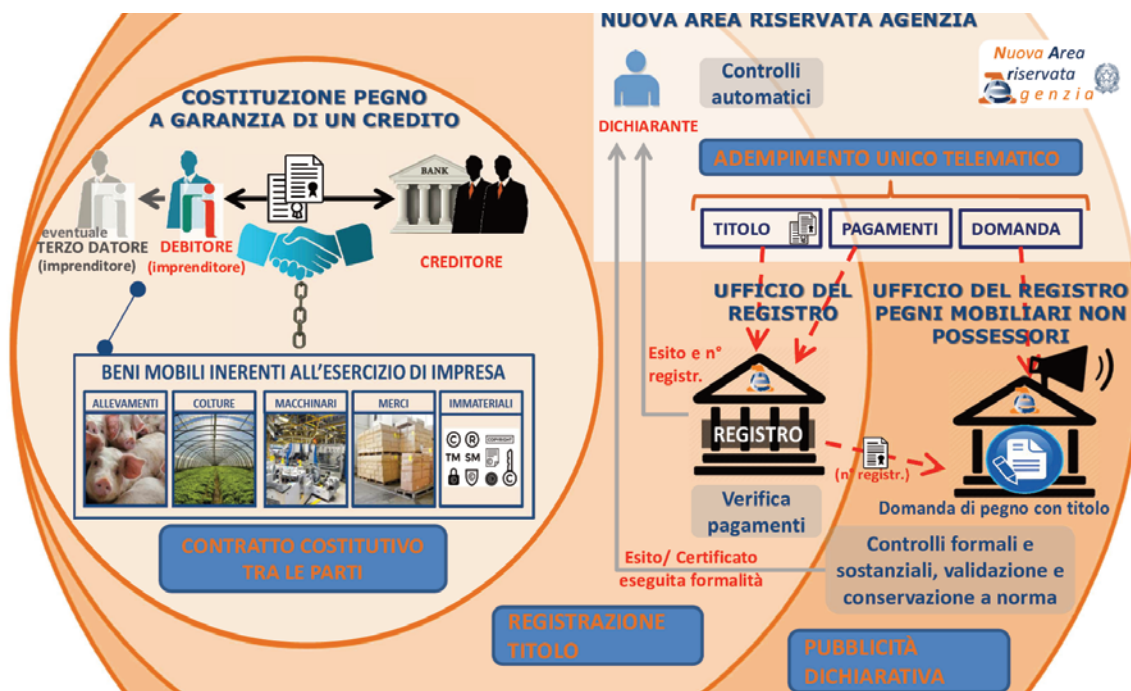 NUOVA AREA RISERVATA AGENZIA
Nuova Area
riservata
Agenzia
Controlli
automatici
DICHIARANTE
COSTITUZIONE PEGNO
A GARANZIA DI UN CREDITO
BANK
eventuale
TERZO DATORE
(imprenditore)
DEBITORE
(imprenditore)
CREDITORE
ADEMPIMENTO UNICO TELEMATICO
TITOLO
PAGAMENTI
DOMANDA
UFFICIO DEL
REGISTRO
UFFICIO DEL REGISTRO
PEGNI MOBILIARI NON
POSSESSORI
Esito e n°
registr.
REGISTRO
(n° registr.)
Verifica
pagamenti
Domanda di pegno con titolo
BENI MOBILI INERENTI ALL’ESERCIZIO DI IMPRESA
ALLEVAMENTI
COLTURE
MACCHINARI
MERCI
IMMATERIALI
© ® COPYRIGHT
TM SM
©
CONTRATTO COSTITUTIVO
TRA LE PARTI
Esito/ Certificato
eseguita formalità
Controlli formali e
sostanziali, validazione e
conservazione a norma
REGISTRAZIONE
TITOLO
PUBBLICITÀ
DICHIARATIVA